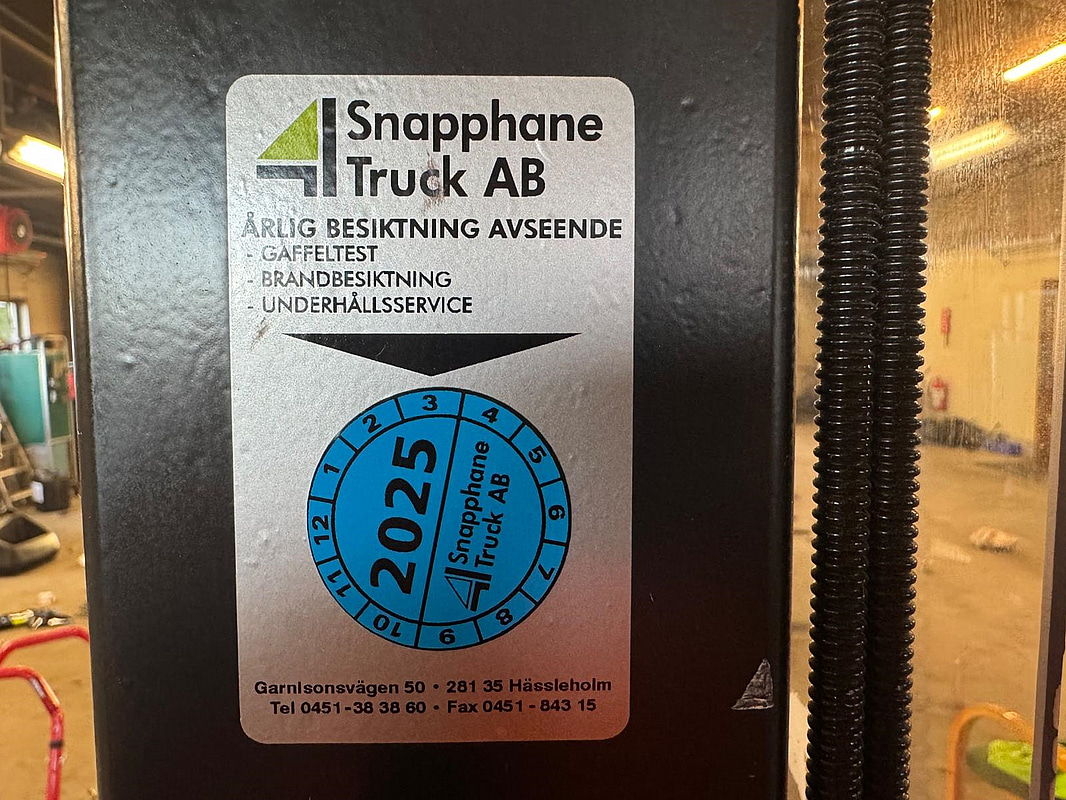 Snapphane
Truck AB
ÅRLIG BESIKTNING AVSEENDE
- GAFFELTEST
- BRANDBESIKTNING
- UNDERHÅLLSSERVICE
1 2 3 4 5 6 7 8 9 10 11 12
2025
Snapphane
Truck AB
Garnisonsvägen 50 • 281 35 Hässleholm
Tel 0451-38 38 60 • Fax 0451 - 843 15